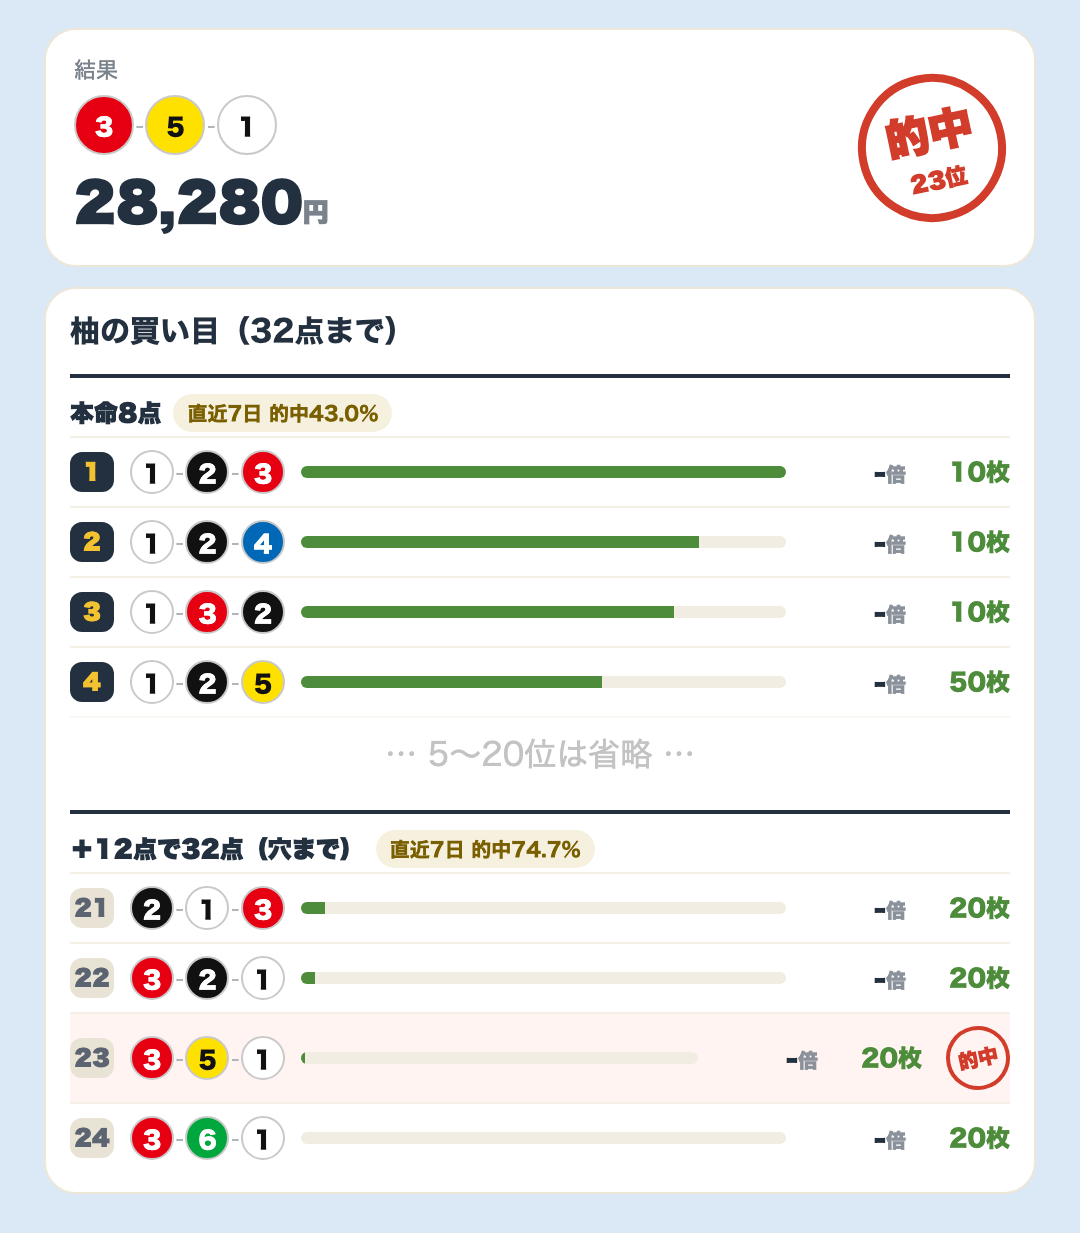 結果
3-5-1
28,280円
的中
23位
柚の買い目（32点まで）
本命8点 直近7日 的中43.0%
1 1-2-3 -倍 10枚
2 1-2-4 -倍 10枚
3 1-3-2 -倍 10枚
4 1-2-5 -倍 50枚
… 5〜20位は省略 …
+12点で32点（穴まで） 直近7日 的中74.7%
21 2-1-3 -倍 20枚
22 3-2-1 -倍 20枚
23 3-5-1 -倍 20枚 的中
24 3-6-1 -倍 20枚